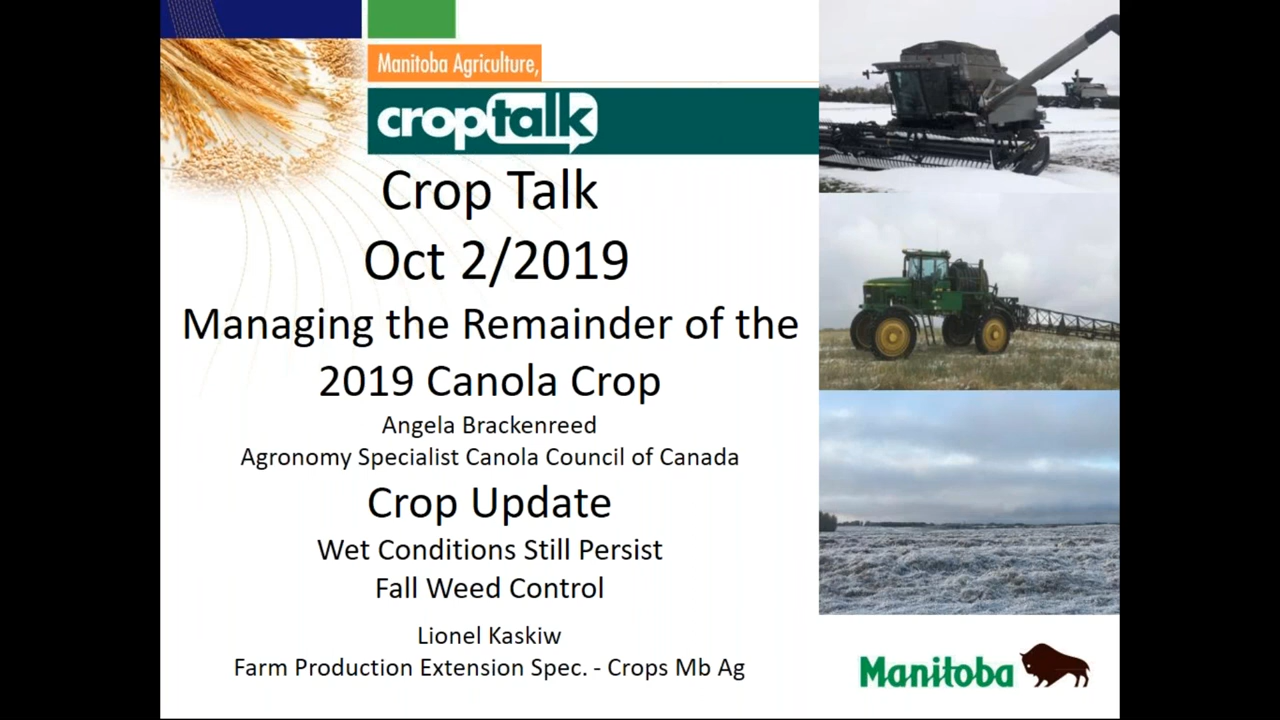 Manitoba Agriculture,
croptalk
Crop Talk
Oct 2/2019
Managing the Remainder of the
2019 Canola Crop
Angela Brackenreed
Agronomy Specialist Canola Council of Canada
Crop Update
Wet Conditions Still Persist
Fall Weed Control
Lionel Kaskiw
Farm Production Extension Spec. - Crops Mb Ag
Manitoba